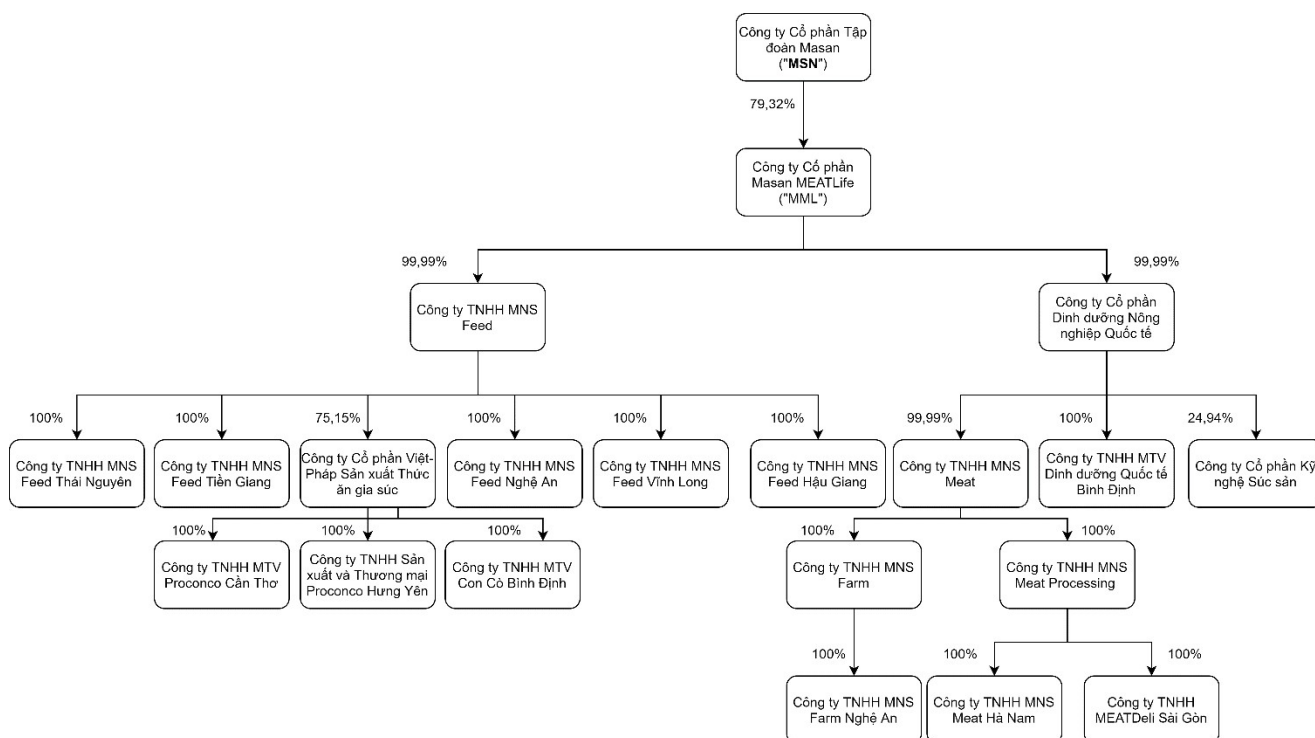 Công ty Cổ phần Tập
đoàn Masan
("MSN")
79,32%
Công ty Cổ phần
Masan MEATLife
("MML")
99,99%
99,99%
Công ty TNHH MNS
Feed
Công ty Cổ phần
Dinh dưỡng Nông
nghiệp Quốc tế
100%
100%
75,15%
100%
100%
100%
99,99%
100%
24,94%
Công ty TNHH MNS
Feed Thái Nguyên
Công ty TNHH MNS
Feed Tiền Giang
Công ty Cổ phần Việt-
Pháp Sản xuất Thức
ăn gia súc
Công ty TNHH MNS
Feed Nghệ An
Công ty TNHH MNS
Feed Vĩnh Long
Công ty TNHH MNS
Feed Hậu Giang
Công ty TNHH MNS
Meat
Công ty TNHH MTV
Dinh dưỡng Quốc tế
Bình Định
Công ty Cổ phần Kỹ
nghệ Súc sản
100%
100%
100%
100%
100%
Công ty TNHH MTV
Proconco Cần Thơ
Công ty TNHH Sản
xuất và Thương mại
Proconco Hưng Yên
Công ty TNHH MTV
Con Cò Bình Định
Công ty TNHH MNS
Farm
Công ty TNHH MNS
Meat Processing
100%
100%
100%
Công ty TNHH MNS
Farm Nghệ An
Công ty TNHH MNS
Meat Hà Nam
Công ty TNHH
MEATDeli Sài Gòn